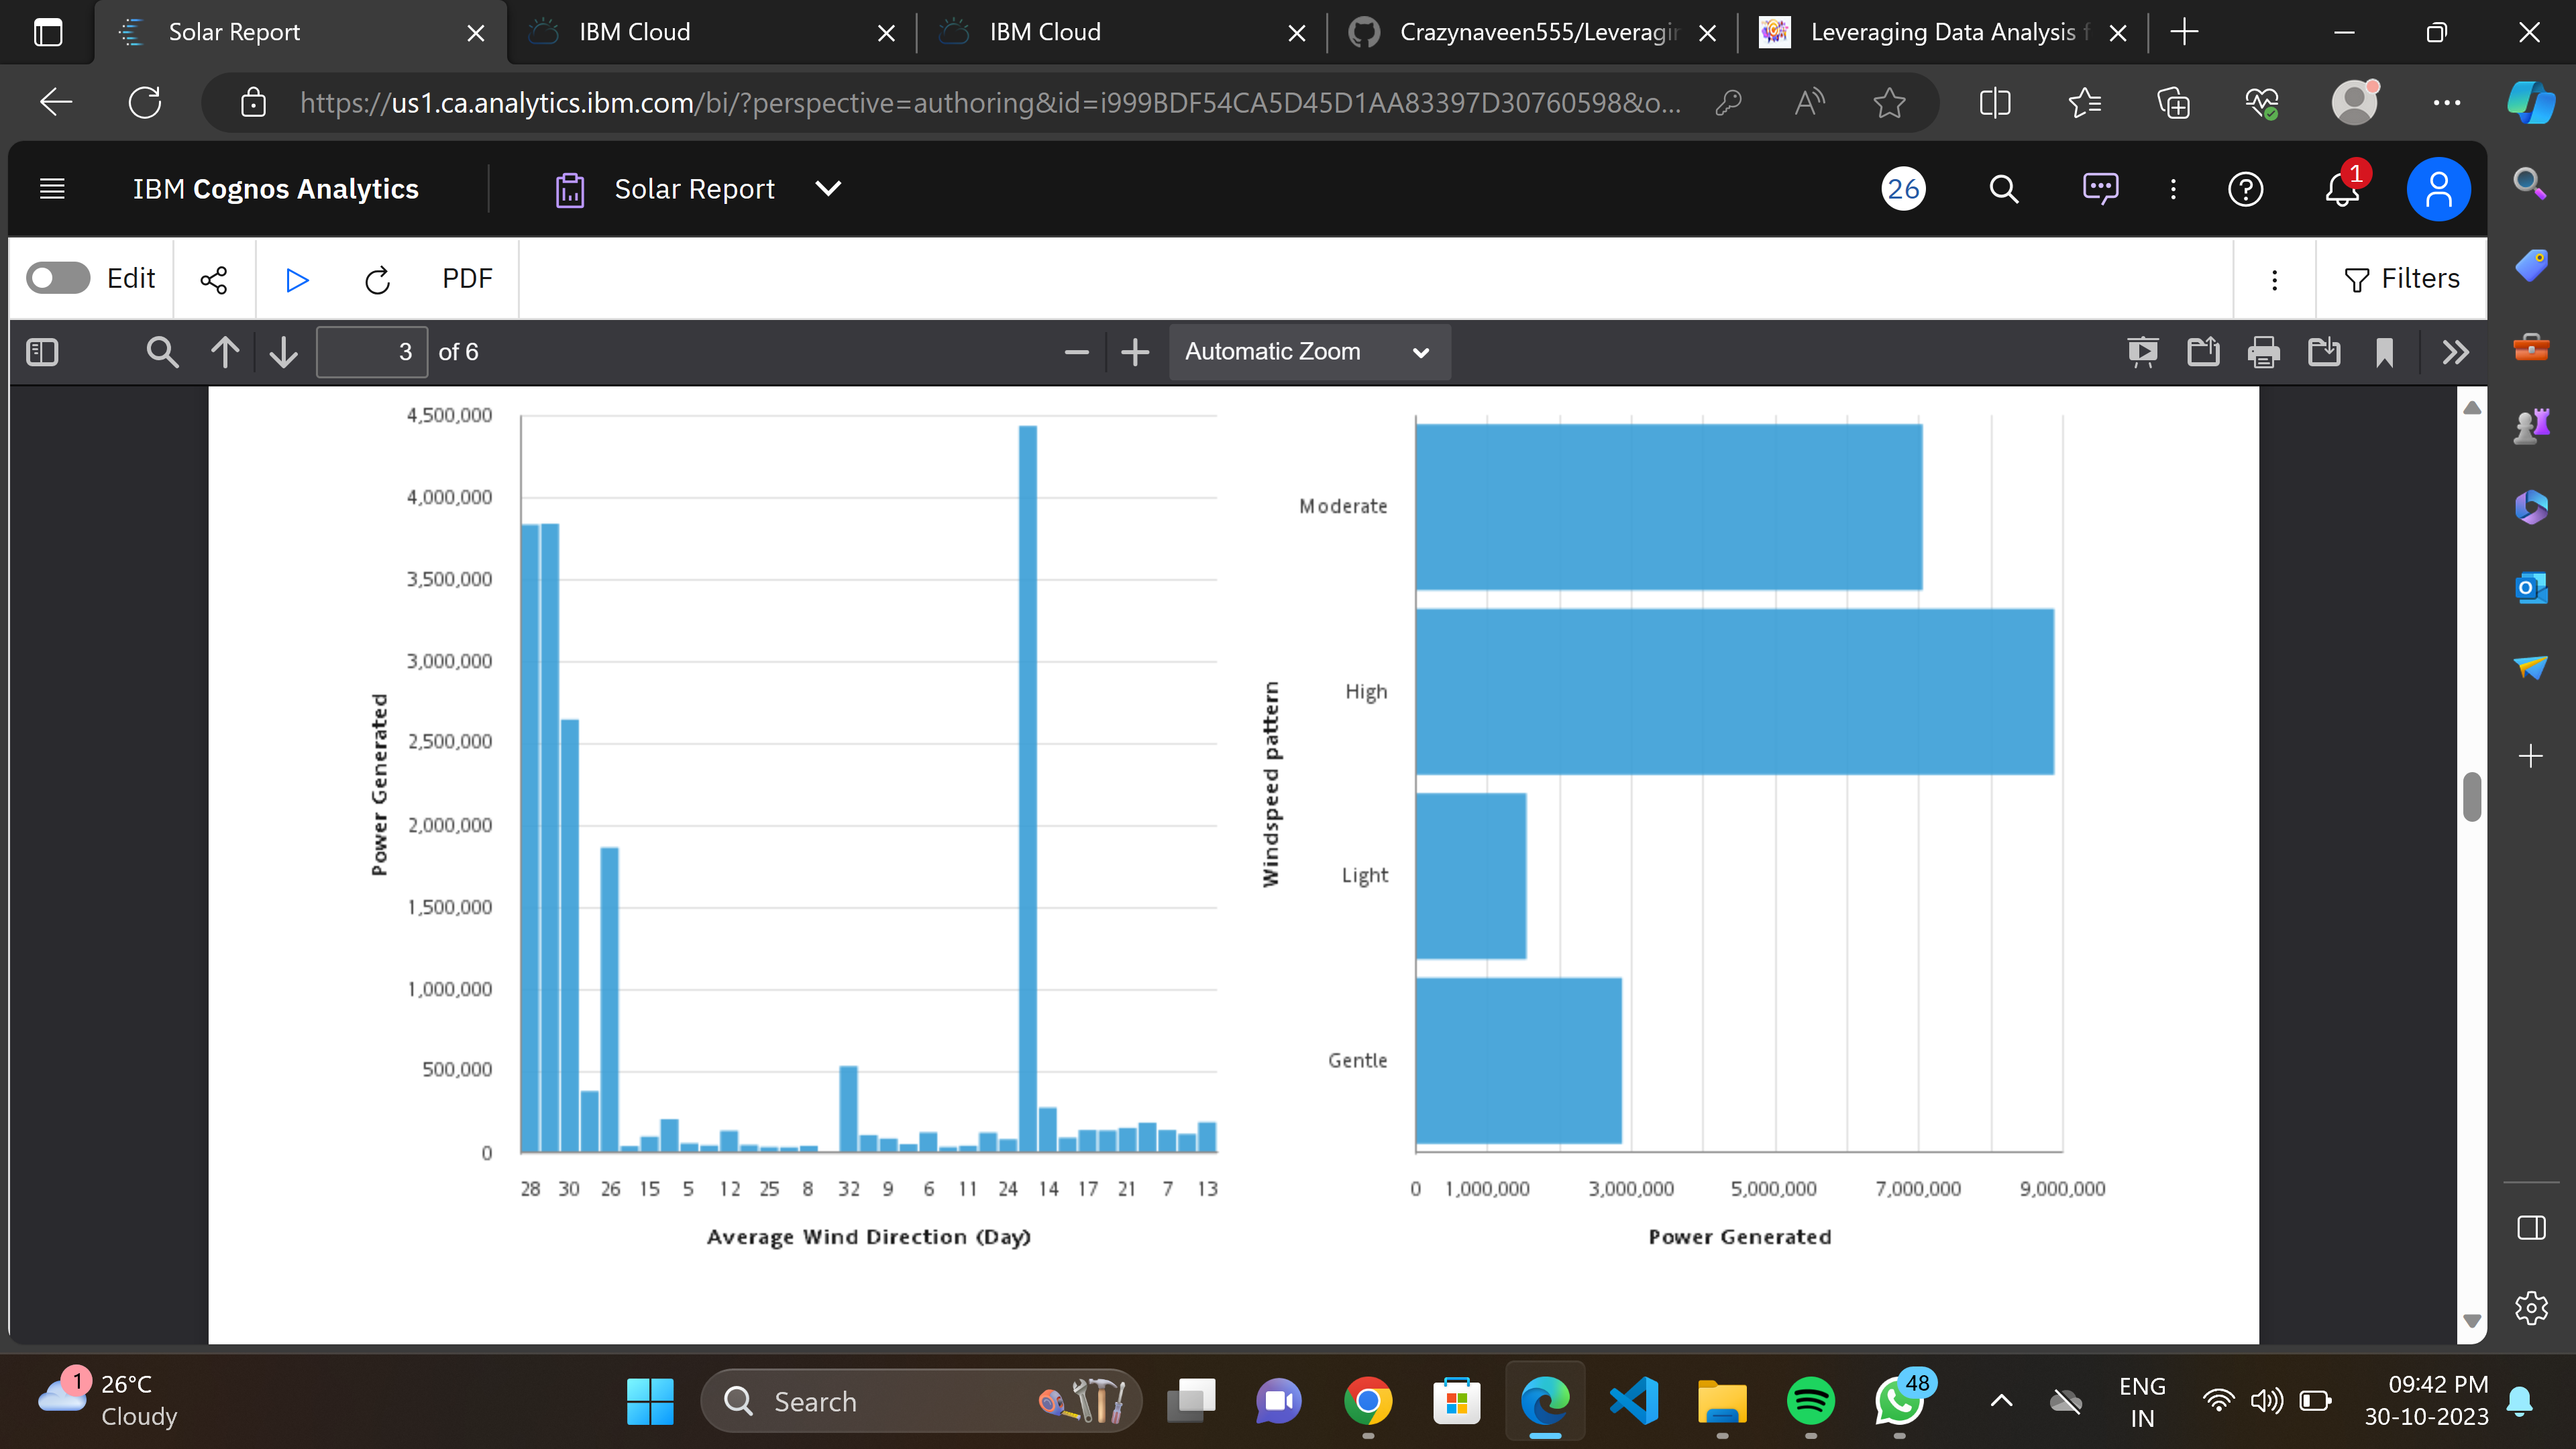 Solar Report
IBM Cloud
IBM Cloud
Crazynaveen555/Leveragin
Leveraging Data Analysis f
https://us1.ca.analytics.ibm.com/bi/?perspective=authoring&id=i999BDF54CA5D45D1AA83397D30760598&o...
IBM Cognos Analytics
Solar Report
26
1
Edit
PDF
Filters
3 of 6
Automatic Zoom
4,500,000
4,000,000
3,500,000
3,000,000
2,500,000
2,000,000
1,500,000
1,000,000
500,000
0
Power Generated
28 30 26 15 5 12 25 8 32 9 6 11 24 14 17 21 7 13
Average Wind Direction (Day)
Windspeed pattern
Moderate
High
Light
Gentle
0 1,000,000 3,000,000 5,000,000 7,000,000 9,000,000
Power Generated
1
26°C
Cloudy
Search
48
ENG
IN
09:42 PM
30-10-2023